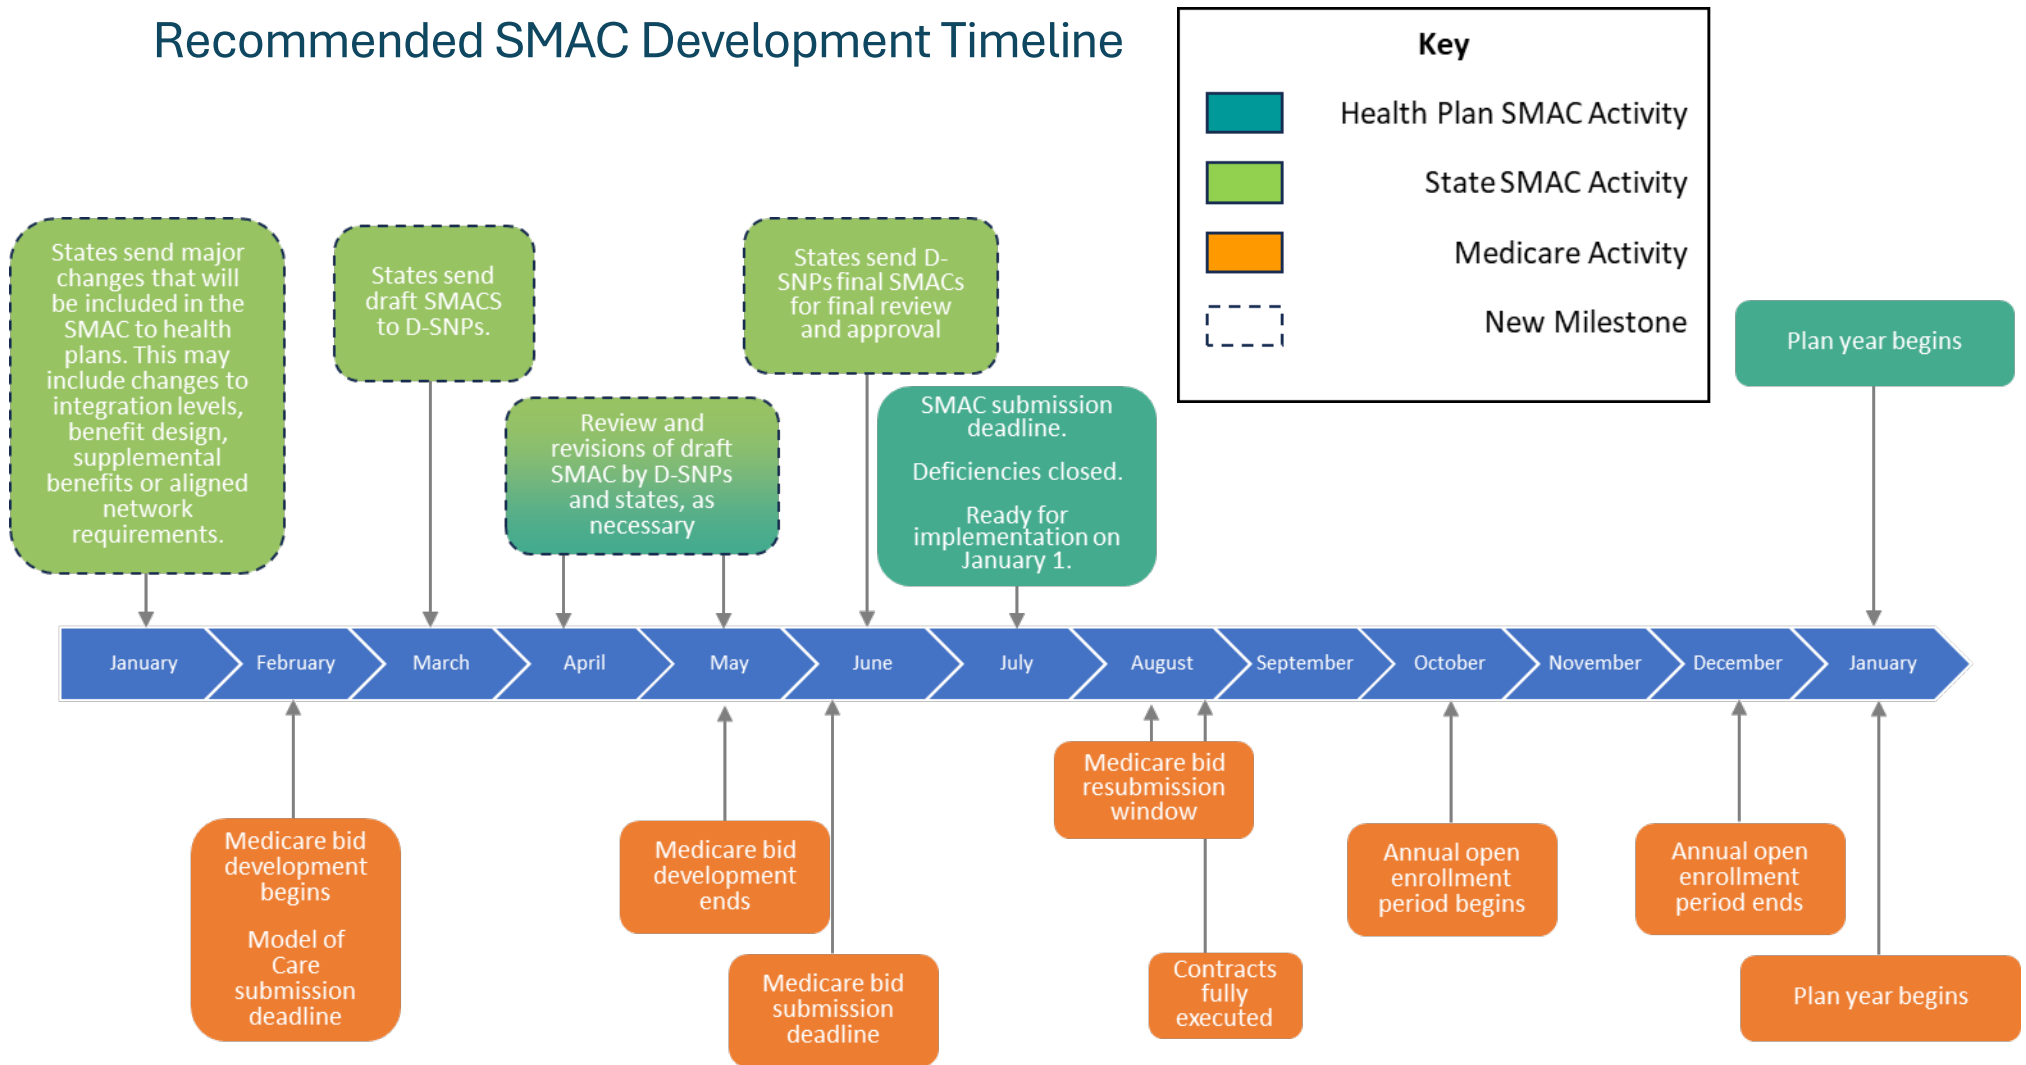 Recommended SMAC Development Timeline
Key
Health Plan SMAC Activity
State SMAC Activity
Medicare Activity
New Milestone
States send major
changes that will
be included in the
SMAC to health
plans. This may
include changes to
integration levels,
benefit design,
supplemental
benefits or aligned
network
requirements.
States send
draft SMACS
to D-SNPs.
Review and
revisions of draft
SMAC by D-SNPs
and states, as
necessary
States send D-
SNPs final SMACs
for final review
and approval
SMAC submission
deadline.
Deficiencies closed.
Ready for
implementation on
January 1.
Plan year begins
January
February
March
April
May
June
July
August
September
October
November
December
January
Medicare bid
development
begins
Model of
Care
submission
deadline
Medicare bid
development
ends
Medicare bid
submission
deadline
Medicare bid
resubmission
window
Contracts
fully
executed
Annual open
enrollment
period begins
Annual open
enrollment
period ends
Plan year begins